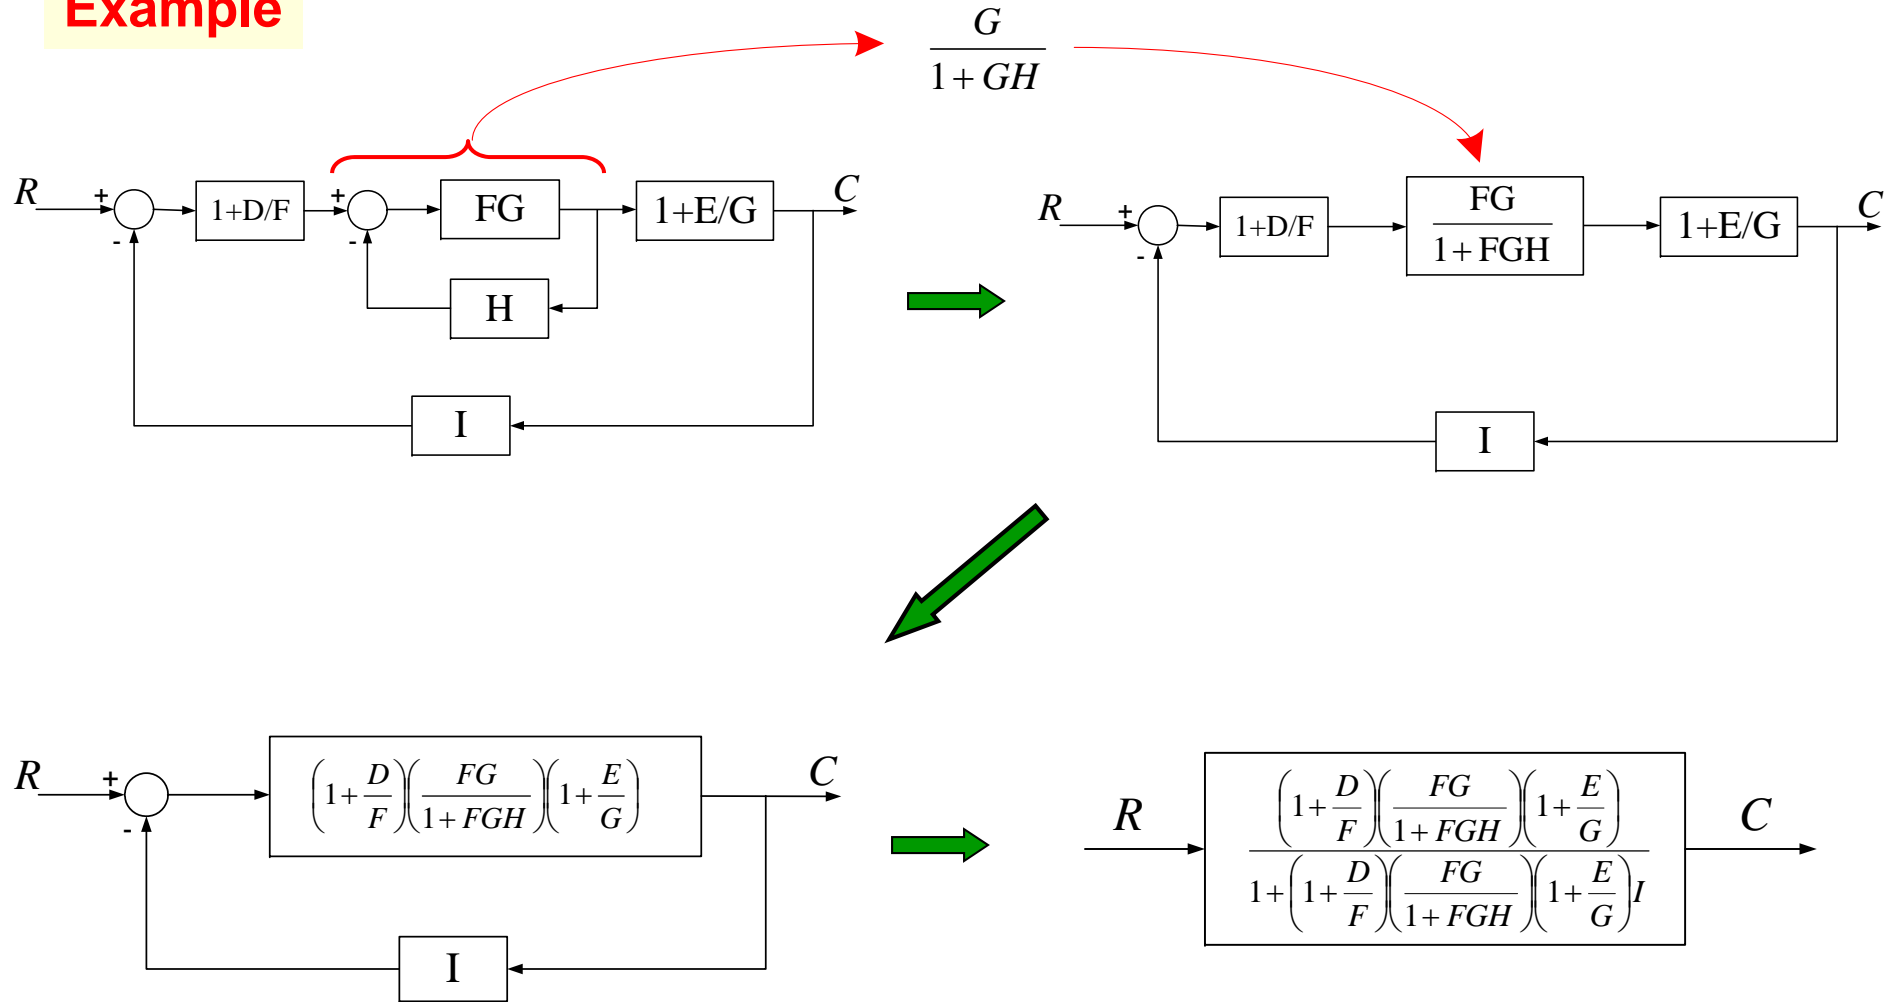 Example
G
1 + GH
R + - 1+D/F + - FG 1+E/G C
H
I
R + - 1+D/F FG 1+E/G C
1 + FGH
I
R + - (1 + D/F)(FG/1 + FGH)(1 + E/G) C
I
R (1 + D/F)(FG/1 + FGH)(1 + E/G) C
1 + (1 + D/F)(FG/1 + FGH)(1 + E/G)I